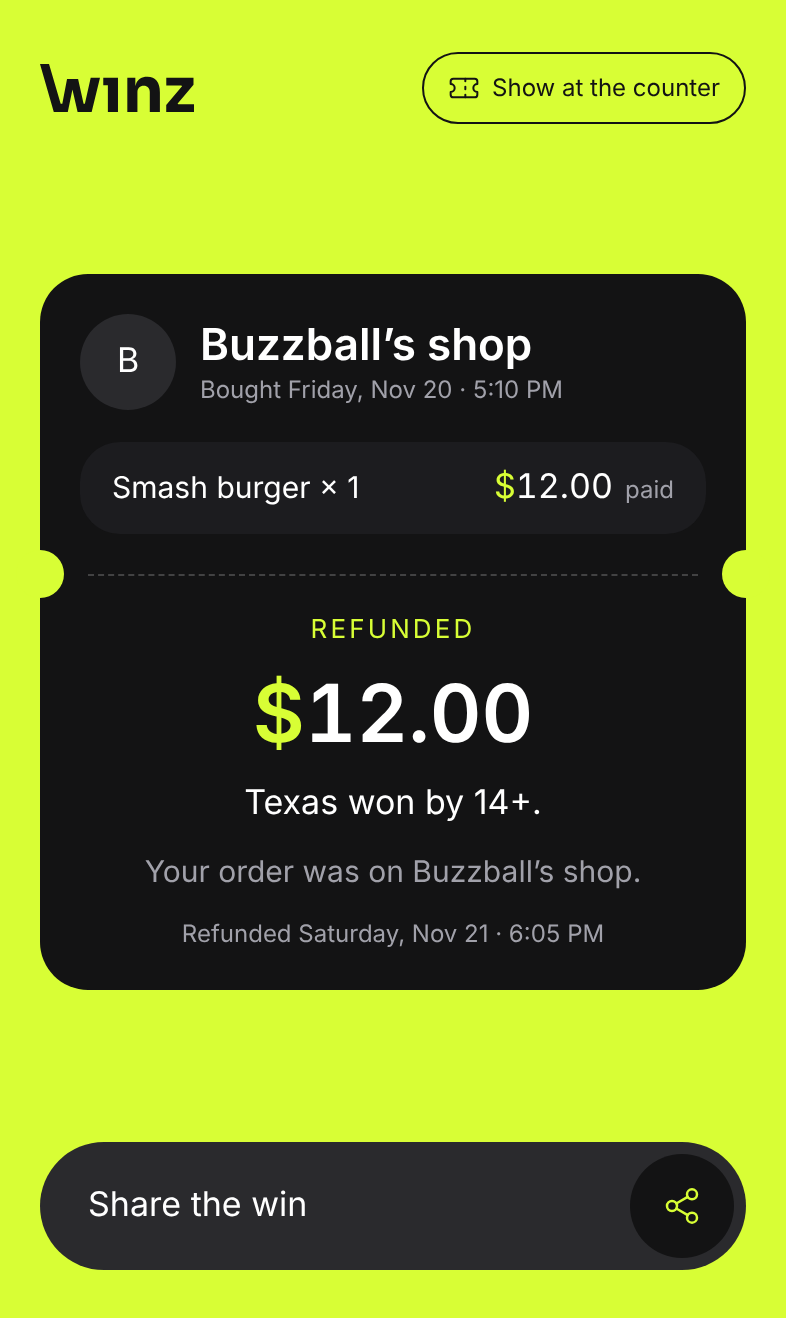 winz
Show at the counter
B
Buzzball’s shop
Bought Friday, Nov 20 · 5:10 PM
Smash burger × 1 $12.00 paid
REFUNDED
$12.00
Texas won by 14+.
Your order was on Buzzball’s shop.
Refunded Saturday, Nov 21 · 6:05 PM
Share the win